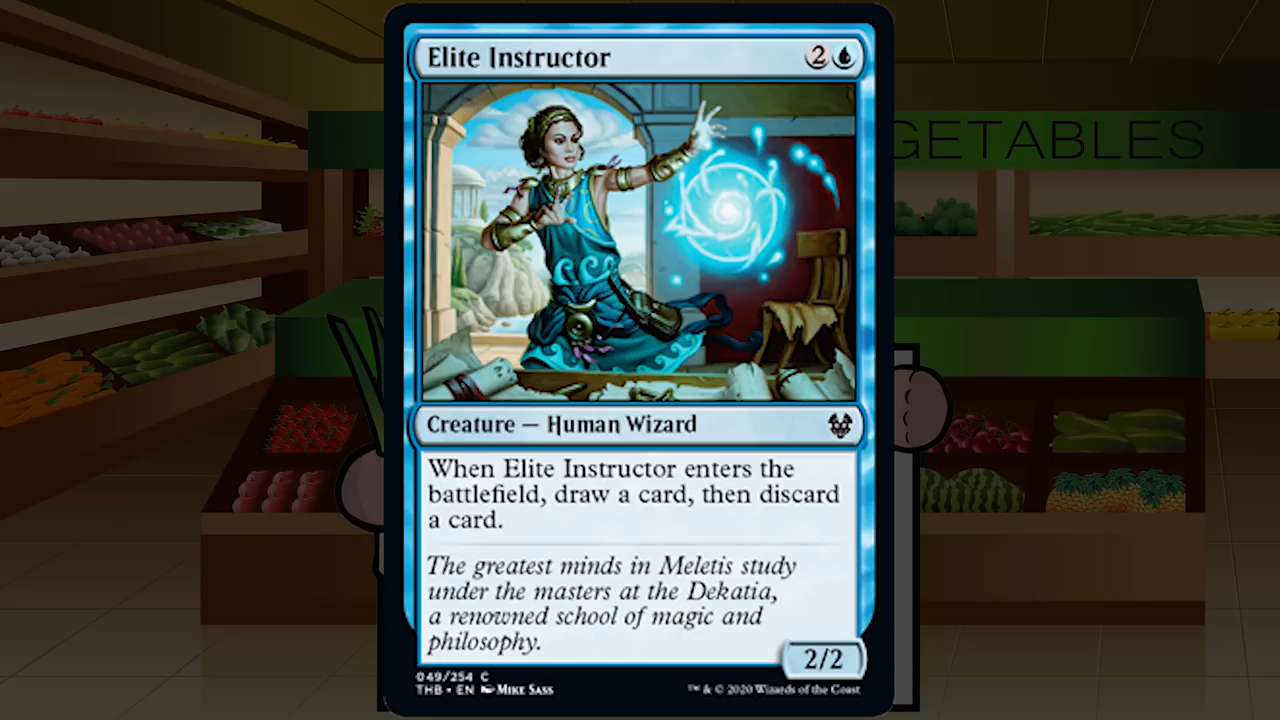 Elite Instructor 2
GETABLES
Creature — Human Wizard
When Elite Instructor enters the
battlefield, draw a card, then discard
a card.
The greatest minds in Meletis study
under the masters at the Dekatia,
a renowned school of magic and
philosophy.
2/2
049/254 C
THB • EN MIKE SASS
™ & © 2020 Wizards of the Coast